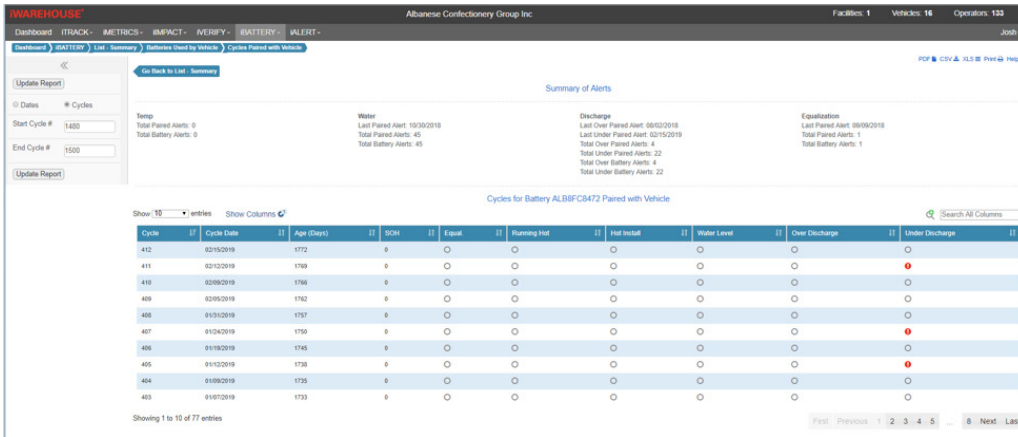 iWAREHOUSE
Albanese Confectionery Group Inc
Facilities: 1 Vehicles: 16 Operators: 133
Dashboard iTRACK- iMETRICS- iIMPACT- iVERIFY- iBATTERY- iALERT-
Josh
Dashboard iBATTERY List - Summary Batteries Used by Vehicle Cycles Paired with Vehicle
PDF CSV XLS Print Help
Go Back to List - Summary
Update Report
Summary of Alerts
Dates Cycles
Start Cycle # 1480
End Cycle # 1500
Update Report
Temp
Total Paired Alerts: 0
Total Battery Alerts: 0
Water
Last Paired Alert: 10/30/2018
Total Paired Alerts: 45
Total Battery Alerts: 45
Discharge
Last Over Paired Alert: 08/02/2018
Last Under Paired Alert: 02/15/2019
Total Over Paired Alerts: 4
Total Under Paired Alerts: 22
Total Over Battery Alerts: 4
Total Under Battery Alerts: 22
Equalization
Last Paired Alert: 09/09/2018
Total Paired Alerts: 1
Total Battery Alerts: 1
Cycles for Battery ALB8FC8472 Paired with Vehicle
Show 10 entries Show Columns
Search All Columns
Cycle Cycle Date Age (Days) SOH Equal. Running Hot Hot Install Water Level Over Discharge Under Discharge
412 02/15/2019 1772 0
411 02/12/2019 1769 0
410 02/09/2019 1766 0
409 02/05/2019 1762 0
408 01/31/2019 1757 0
407 01/24/2019 1750 0
406 01/19/2019 1745 0
405 01/12/2019 1738 0
404 01/09/2019 1735 0
403 01/07/2019 1733 0
Showing 1 to 10 of 77 entries
First Previous 1 2 3 4 5 ... 8 Next Las